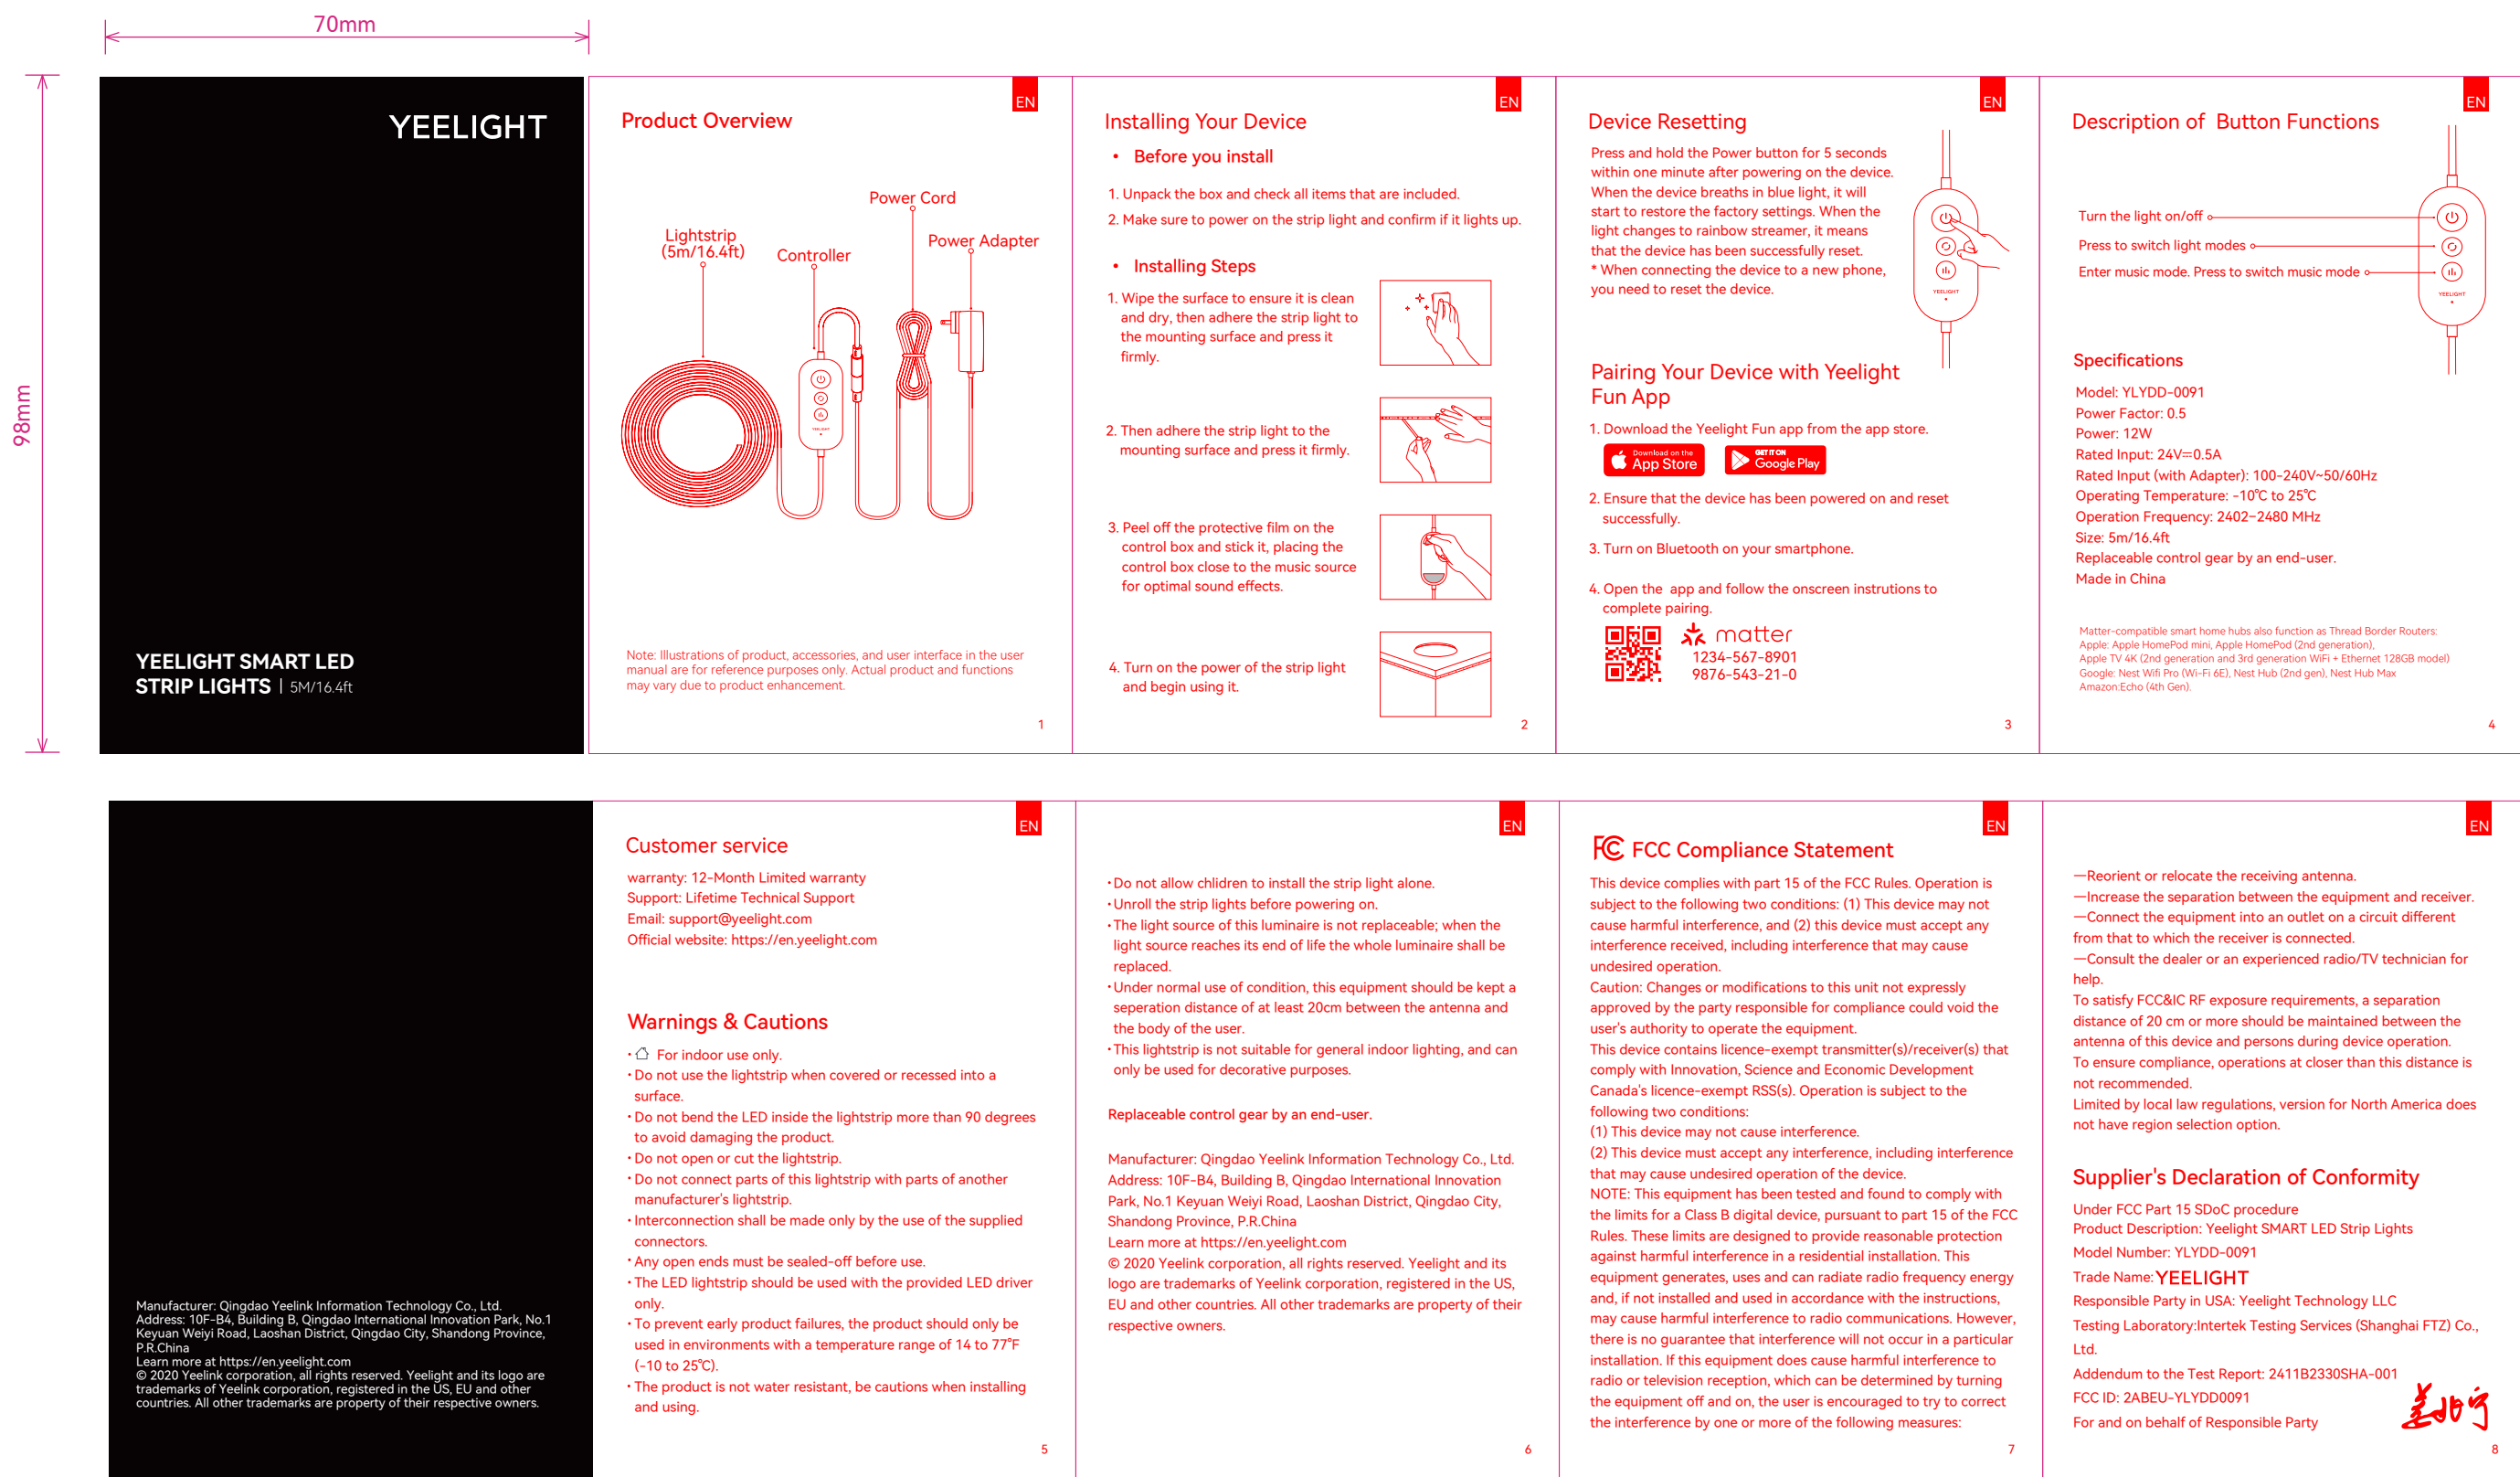 70mm
98mm
YEELIGHT
YEELIGHT SMART LED
STRIP LIGHTS | 5M/16.4ft
EN
Product Overview
Power Cord
Lightstrip
(5m/16.4ft)
Controller
Power Adapter
YEELIGHT
Note: Illustrations of product, accessories, and user interface in the user
manual are for reference purposes only. Actual product and functions
may vary due to product enhancement.
1
EN
Installing Your Device
• Before you install
1. Unpack the box and check all items that are included.
2. Make sure to power on the strip light and confirm if it lights up.
• Installing Steps
1. Wipe the surface to ensure it is clean
and dry, then adhere the strip light to
the mounting surface and press it
firmly.
2. Then adhere the strip light to the
mounting surface and press it firmly.
3. Peel off the protective film on the
control box and stick it, placing the
control box close to the music source
for optimal sound effects.
4. Turn on the power of the strip light
and begin using it.
2
EN
Device Resetting
Press and hold the Power button for 5 seconds
within one minute after powering on the device.
When the device breaths in blue light, it will
start to restore the factory settings. When the
light changes to rainbow streamer, it means
that the device has been successfully reset.
* When connecting the device to a new phone,
you need to reset the device.
YEELIGHT
Pairing Your Device with Yeelight
Fun App
1. Download the Yeelight Fun app from the app store.
Download on the
App Store
GET IT ON
Google Play
2. Ensure that the device has been powered on and reset
successfully.
3. Turn on Bluetooth on your smartphone.
4. Open the  app and follow the onscreen instrutions to
complete pairing.
matter
1234-567-8901
9876-543-21-0
3
EN
Description of  Button Functions
Turn the light on/off
Press to switch light modes
Enter music mode. Press to switch music mode
YEELIGHT
Specifications
Model: YLYDD-0091
Power Factor: 0.5
Power: 12W
Rated Input: 24V⎓0.5A
Rated Input (with Adapter): 100-240V~50/60Hz
Operating Temperature: -10℃ to 25℃
Operation Frequency: 2402–2480 MHz
Size: 5m/16.4ft
Replaceable control gear by an end-user.
Made in China
Matter-compatible smart home hubs also function as Thread Border Routers:
Apple: Apple HomePod mini, Apple HomePod (2nd generation),
Apple TV 4K (2nd generation and 3rd generation WiFi + Ethernet 128GB model)
Google: Nest Wifi Pro (Wi-Fi 6E), Nest Hub (2nd gen), Nest Hub Max
Amazon:Echo (4th Gen).
4
Manufacturer: Qingdao Yeelink Information Technology Co., Ltd.
Address: 10F-B4, Building B, Qingdao International Innovation Park, No.1
Keyuan Weiyi Road, Laoshan District, Qingdao City, Shandong Province,
P.R.China
Learn more at https://en.yeelight.com
© 2020 Yeelink corporation, all rights reserved. Yeelight and its logo are
trademarks of Yeelink corporation, registered in the US, EU and other
countries. All other trademarks are property of their respective owners.
EN
Customer service
warranty: 12-Month Limited warranty
Support: Lifetime Technical Support
Email: support@yeelight.com
Official website: https://en.yeelight.com
Warnings & Cautions
• For indoor use only.
• Do not use the lightstrip when covered or recessed into a
surface.
• Do not bend the LED inside the lightstrip more than 90 degrees
to avoid damaging the product.
• Do not open or cut the lightstrip.
• Do not connect parts of this lightstrip with parts of another
manufacturer's lightstrip.
• Interconnection shall be made only by the use of the supplied
connectors.
• Any open ends must be sealed-off before use.
• The LED lightstrip should be used with the provided LED driver
only.
• To prevent early product failures, the product should only be
used in environments with a temperature range of 14 to 77°F
(-10 to 25℃).
• The product is not water resistant, be cautions when installing
and using.
5
EN
• Do not allow chlidren to install the strip light alone.
• Unroll the strip lights before powering on.
• The light source of this luminaire is not replaceable; when the
light source reaches its end of life the whole luminaire shall be
replaced.
• Under normal use of condition, this equipment should be kept a
seperation distance of at least 20cm between the antenna and
the body of the user.
• This lightstrip is not suitable for general indoor lighting, and can
only be used for decorative purposes.
Replaceable control gear by an end-user.
Manufacturer: Qingdao Yeelink Information Technology Co., Ltd.
Address: 10F-B4, Building B, Qingdao International Innovation
Park, No.1 Keyuan Weiyi Road, Laoshan District, Qingdao City,
Shandong Province, P.R.China
Learn more at https://en.yeelight.com
© 2020 Yeelink corporation, all rights reserved. Yeelight and its
logo are trademarks of Yeelink corporation, registered in the US,
EU and other countries. All other trademarks are property of their
respective owners.
6
EN
FCC Compliance Statement
This device complies with part 15 of the FCC Rules. Operation is
subject to the following two conditions: (1) This device may not
cause harmful interference, and (2) this device must accept any
interference received, including interference that may cause
undesired operation.
Caution: Changes or modifications to this unit not expressly
approved by the party responsible for compliance could void the
user's authority to operate the equipment.
This device contains licence-exempt transmitter(s)/receiver(s) that
comply with Innovation, Science and Economic Development
Canada's licence-exempt RSS(s). Operation is subject to the
following two conditions:
(1) This device may not cause interference.
(2) This device must accept any interference, including interference
that may cause undesired operation of the device.
NOTE: This equipment has been tested and found to comply with
the limits for a Class B digital device, pursuant to part 15 of the FCC
Rules. These limits are designed to provide reasonable protection
against harmful interference in a residential installation. This
equipment generates, uses and can radiate radio frequency energy
and, if not installed and used in accordance with the instructions,
may cause harmful interference to radio communications. However,
there is no guarantee that interference will not occur in a particular
installation. If this equipment does cause harmful interference to
radio or television reception, which can be determined by turning
the equipment off and on, the user is encouraged to try to correct
the interference by one or more of the following measures:
7
EN
—Reorient or relocate the receiving antenna.
—Increase the separation between the equipment and receiver.
—Connect the equipment into an outlet on a circuit different
from that to which the receiver is connected.
—Consult the dealer or an experienced radio/TV technician for
help.
To satisfy FCC&IC RF exposure requirements, a separation
distance of 20 cm or more should be maintained between the
antenna of this device and persons during device operation.
To ensure compliance, operations at closer than this distance is
not recommended.
Limited by local law regulations, version for North America does
not have region selection option.
Supplier's Declaration of Conformity
Under FCC Part 15 SDoC procedure
Product Description: Yeelight SMART LED Strip Lights
Model Number: YLYDD-0091
Trade Name: YEELIGHT
Responsible Party in USA: Yeelight Technology LLC
Testing Laboratory:Intertek Testing Services (Shanghai FTZ) Co.,
Ltd.
Addendum to the Test Report: 2411B2330SHA-001
FCC ID: 2ABEU-YLYDD0091
For and on behalf of Responsible Party
姜兆宁
8